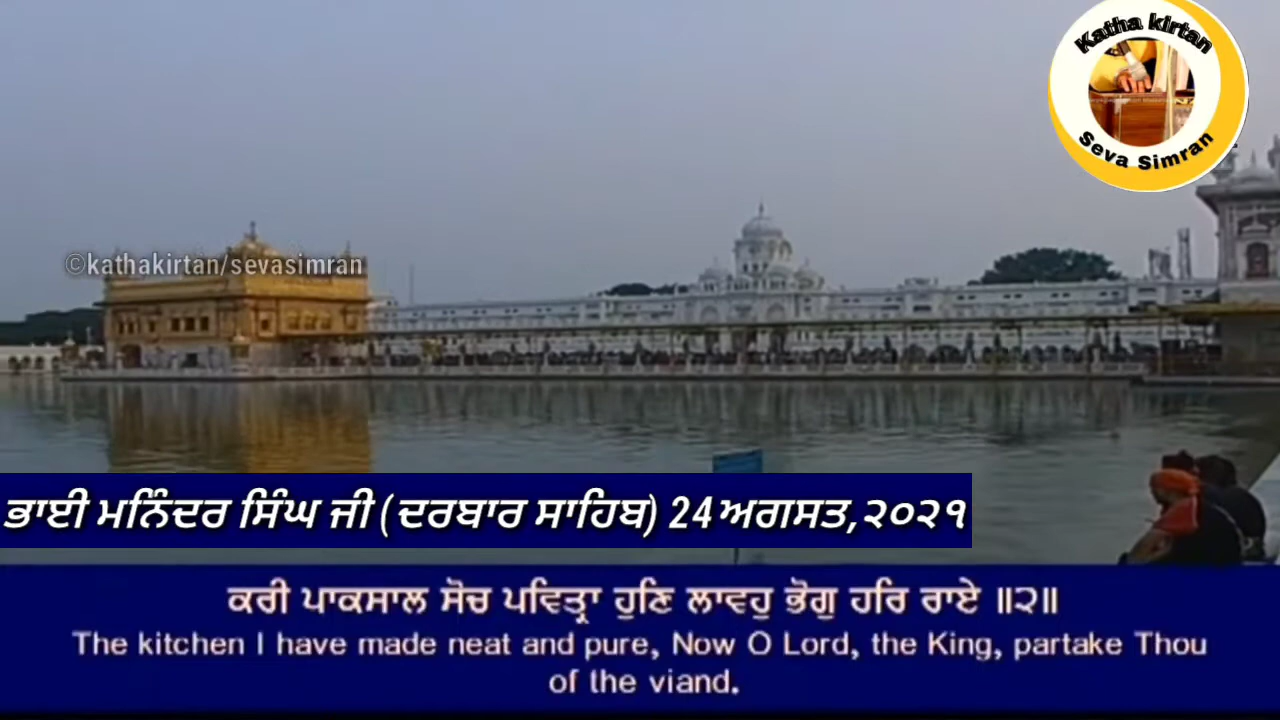 Katha kirtan
Seva Simran
©kathakirtan/sevasimran
ਭਾਈ ਮਨਿੰਦਰ ਸਿੰਘ ਜੀ (ਦਰਬਾਰ ਸਾਹਿਬ) 24 ਅਗਸਤ,੨੦੨੧
ਕਰੀ ਪਾਕਸਾਲ ਸੋਚ ਪਵਿਤ੍ਰਾ ਹੁਣਿ ਲਾਵਹੁ ਭੋਗੁ ਹਰਿ ਰਾਏ ॥੨॥
The kitchen I have made neat and pure, Now O Lord, the King, partake Thou
of the viand.